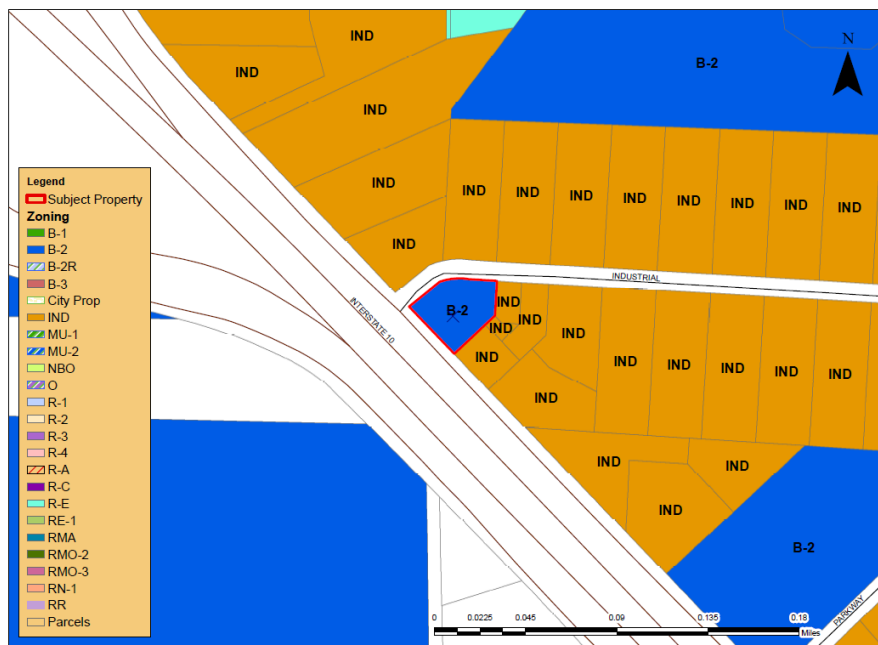 IND
IND
B-2
N
IND
IND
IND
IND
IND
IND
IND
IND
IND
IND
IND
IND
INDUSTRIAL
INTERSTATE 10
B-2
IND
IND
IND
IND
IND
IND
IND
IND
IND
IND
IND
IND
IND
IND
B-2
PARKWAY
Legend
Subject Property
Zoning
B-1
B-2
B-2R
B-3
City Prop
IND
MU-1
MU-2
NBO
O
R-1
R-2
R-3
R-4
R-A
R-C
R-E
RE-1
RMA
RMO-2
RMO-3
RN-1
RR
Parcels
0 0.0225 0.045 0.09 0.135 0.18
Miles